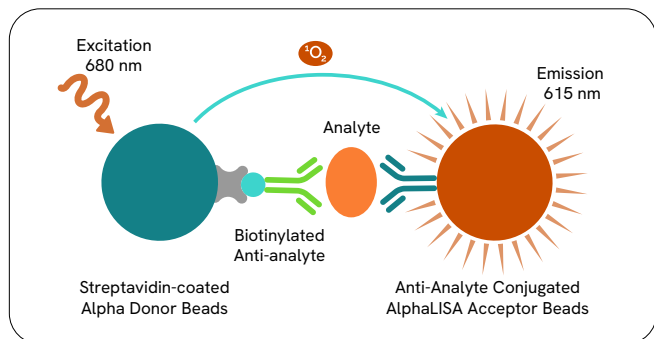 Excitation
680 nm
¹O₂
Emission
615 nm
Analyte
Biotinylated
Anti-analyte
Streptavidin-coated
Alpha Donor Beads
Anti-Analyte Conjugated
AlphaLISA Acceptor Beads